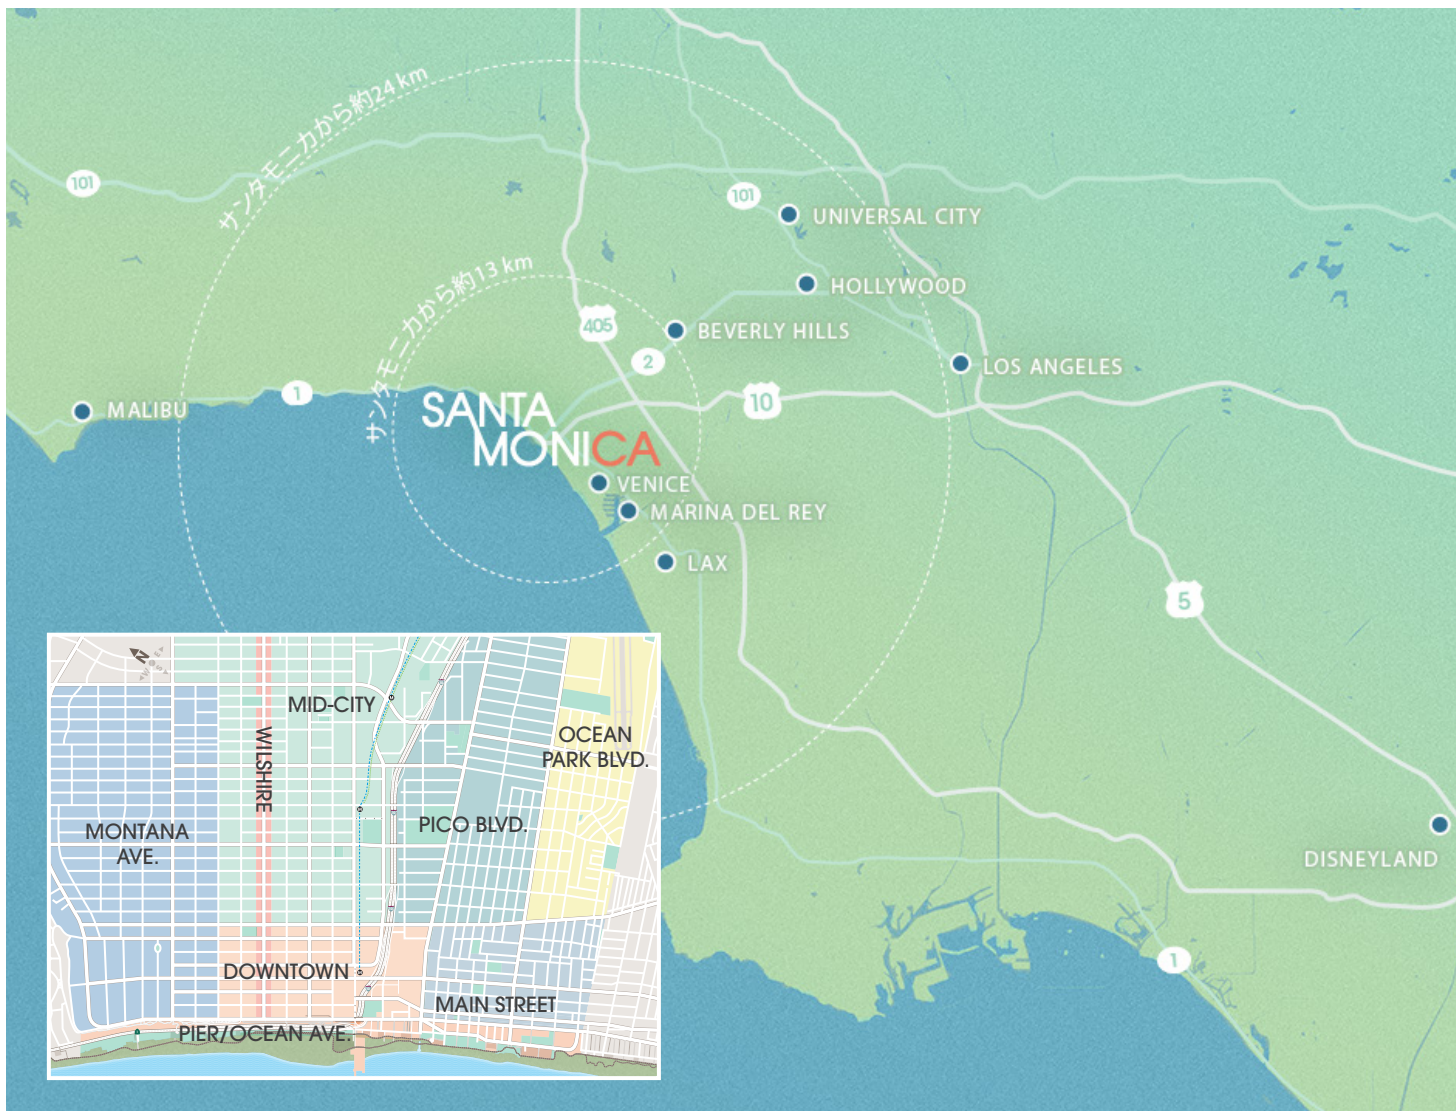 サンタモニカから約24 km
101
101
UNIVERSAL CITY
サンタモニカから約13 km
HOLLYWOOD
405
BEVERLY HILLS
2
LOS ANGELES
1
MALIBU
10
SANTA
MONICA
VENICE
MARINA DEL REY
LAX
5
DISNEYLAND
1
N
W
E
S
MID-CITY
WILSHIRE
OCEAN
PARK BLVD.
MONTANA
AVE.
PICO BLVD.
DOWNTOWN
MAIN STREET
PIER/OCEAN AVE.